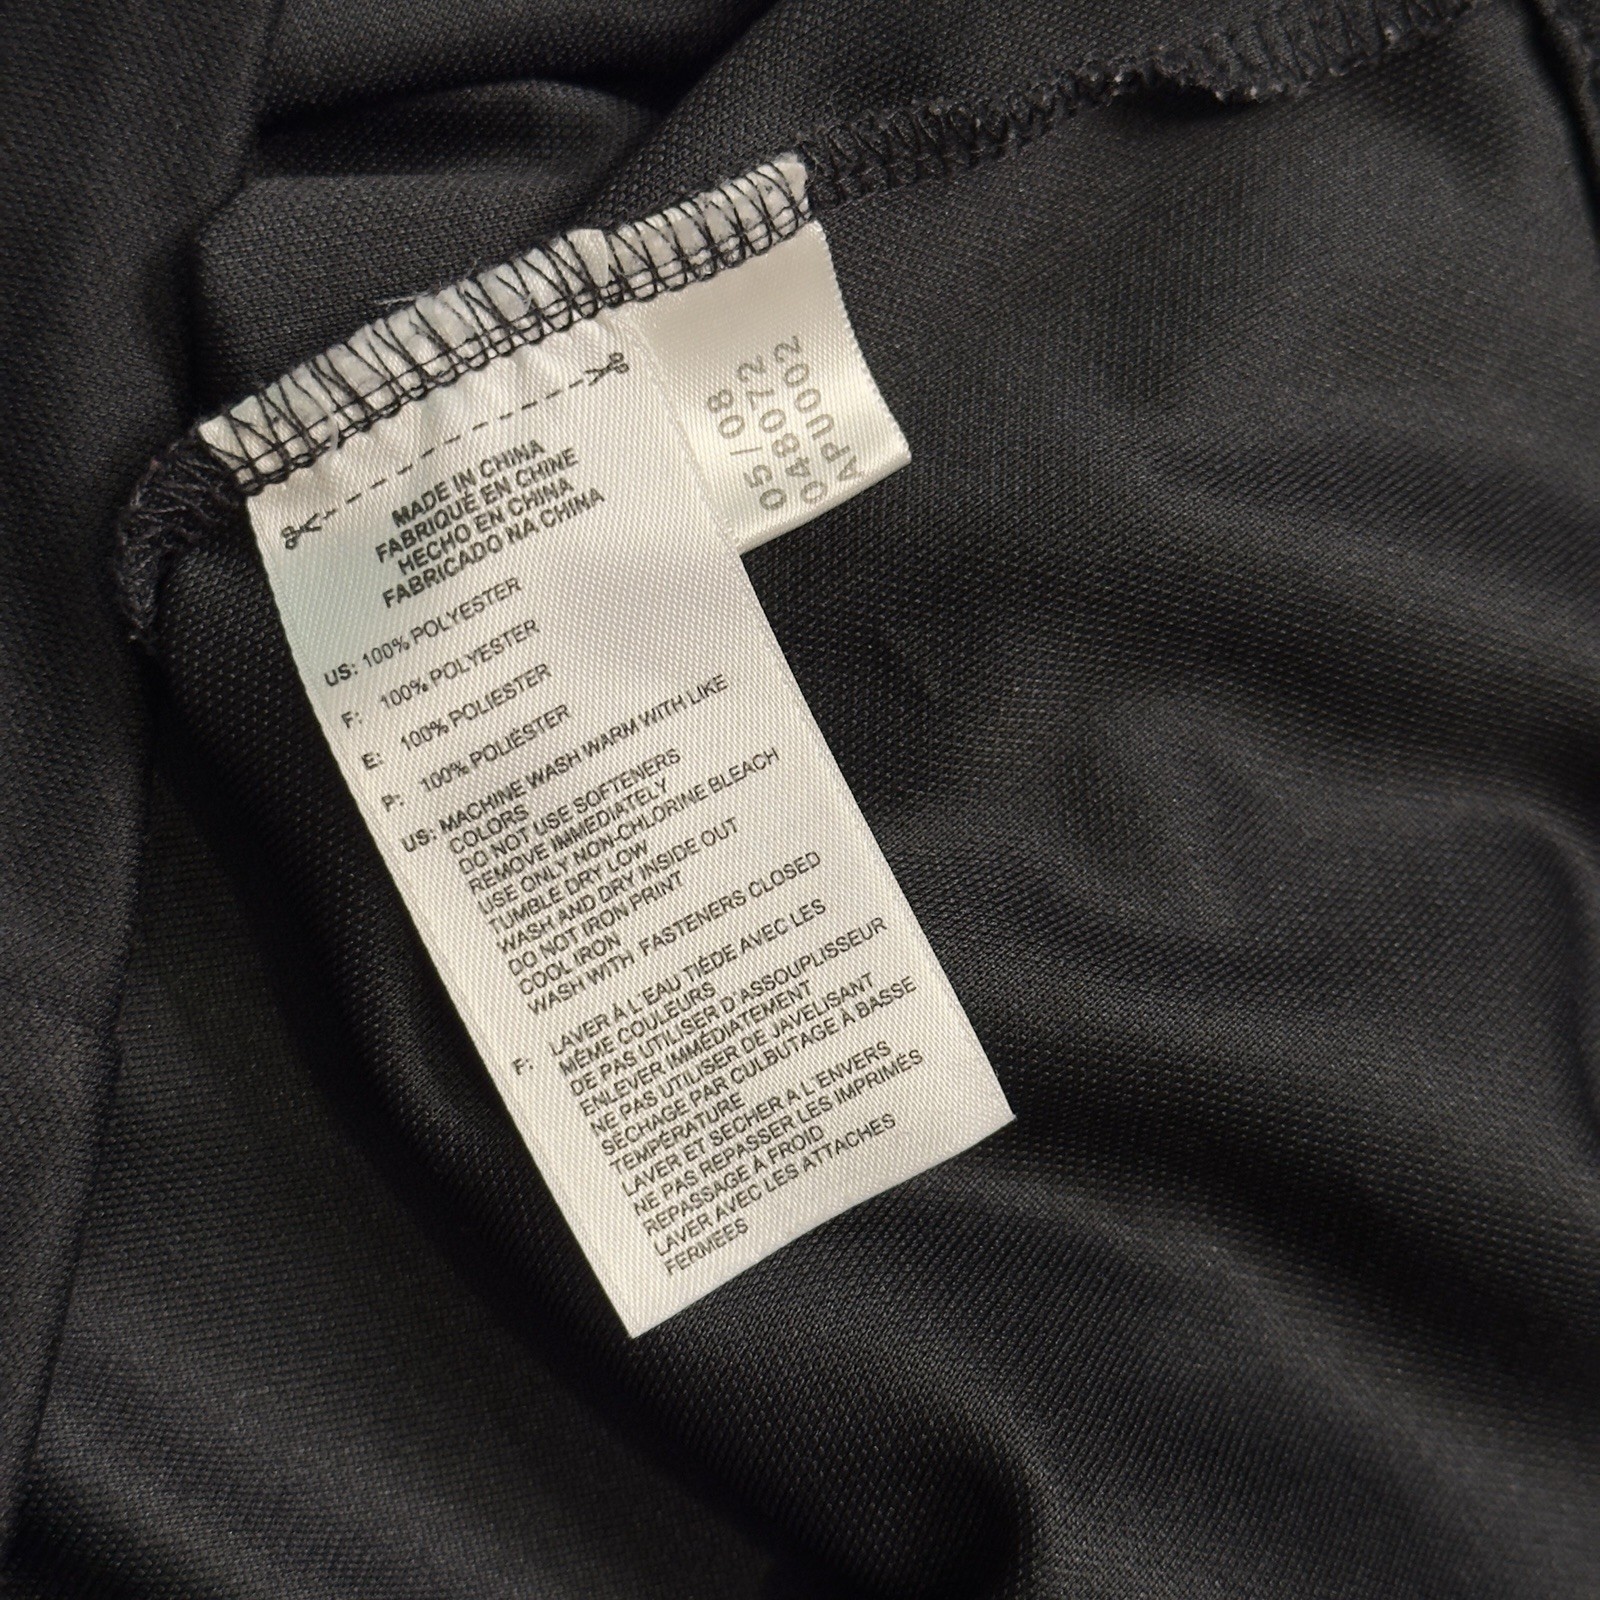 MADE IN CHINA
FABRIQUÉ EN CHINE
HECHO EN CHINA
FABRICADO NA CHINA
US: 100% POLYESTER
F: 100% POLYESTER
E: 100% POLIESTER
P: 100% POLIÉSTER
US: MACHINE WASH WARM WITH LIKE
COLORS
DO NOT USE SOFTENERS
REMOVE IMMEDIATELY
USE ONLY NON-CHLORINE BLEACH
TUMBLE DRY LOW
WASH AND DRY INSIDE OUT
DO NOT IRON PRINT
COOL IRON
WASH WITH FASTENERS CLOSED
F: LAVER À L'EAU TIÈDE AVEC LES
MÊME COULEURS
DE PAS UTILISER D'ASSOUPLISSEUR
ENLEVER IMMÉDIATEMENT
NE PAS UTILISER DE JAVELISANT
SÉCHAGE PAR CULBUTAGE À BASSE
TEMPÉRATURE
LAVER ET SECHER A L'ENVERS
NE PAS REPASSER LES IMPRIMÉS
REPASSAGE À FROID
LAVER AVEC LES ATTACHES
FERMEES
05/08
04B072
APU002